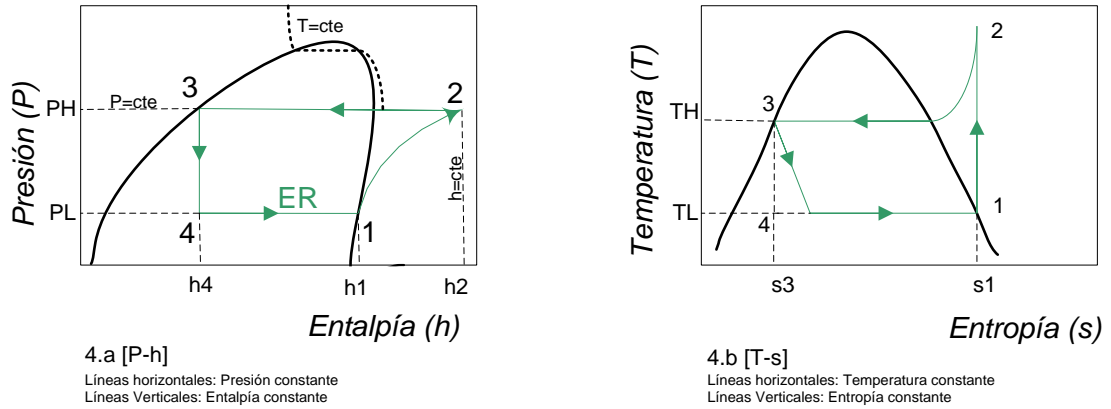 T=cte
Presión (P)
PH
P=cte
3
2
h=cte
PL
4
ER
1
h4
h1
h2
Entalpía (h)
4.a [P-h]
Líneas horizontales: Presión constante
Líneas Verticales: Entalpía constante
Temperatura (T)
2
TH
3
TL
4
1
s3
s1
Entropía (s)
4.b [T-s]
Líneas horizontales: Temperatura constante
Líneas Verticales: Entropía constante